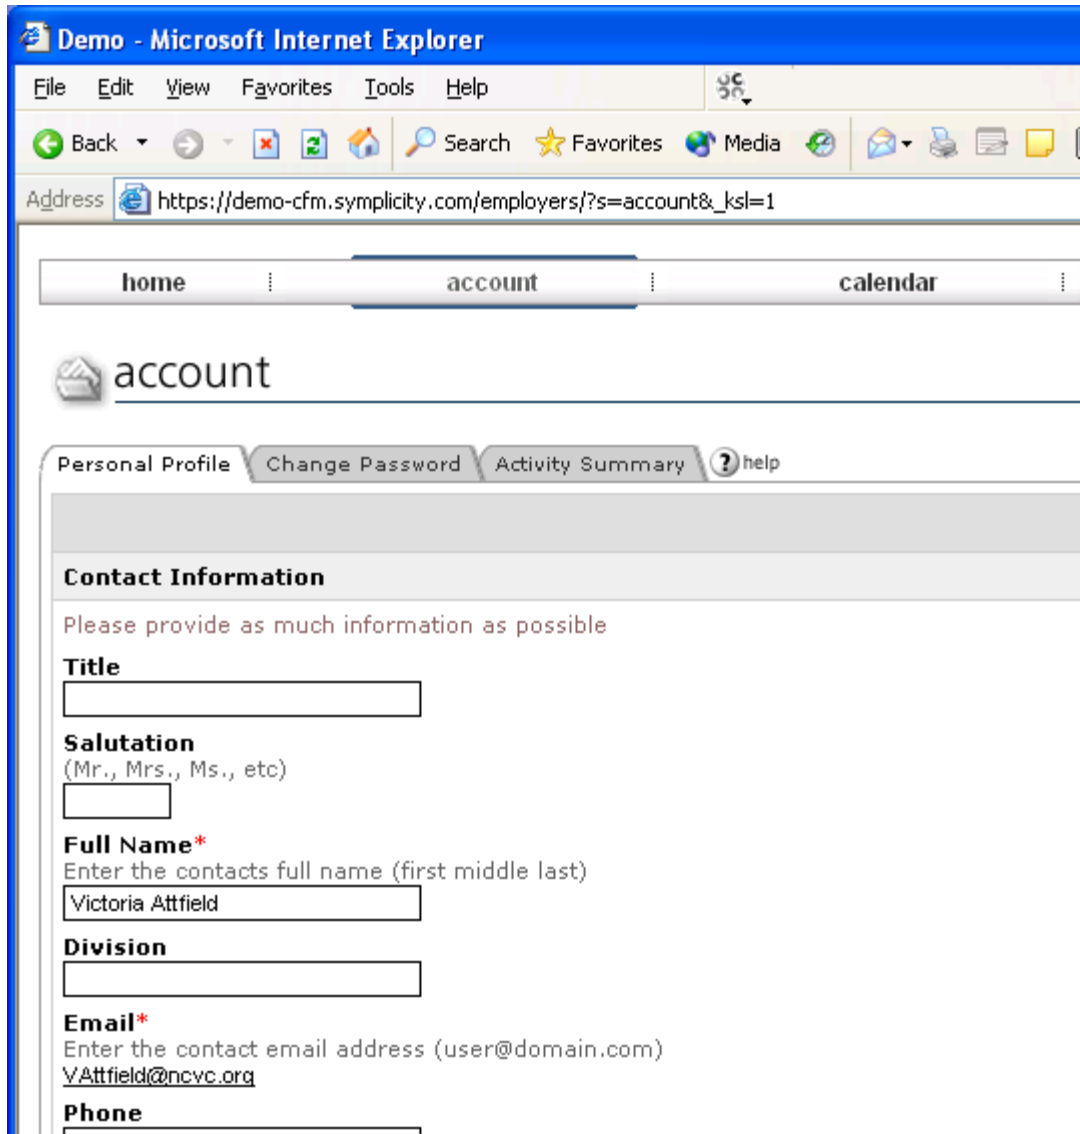 Demo - Microsoft Internet Explorer
File Edit View Favorites Tools Help
Back Search Favorites Media
Address https://demo-cfm.symplicity.com/employers/?s=account&_ksl=1
home account calendar
account
Personal Profile Change Password Activity Summary ? help
Contact Information
Please provide as much information as possible
Title
Salutation
(Mr., Mrs., Ms., etc)
Full Name*
Enter the contacts full name (first middle last)
Victoria Attfield
Division
Email*
Enter the contact email address (user@domain.com)
VAttfield@ncvc.org
Phone